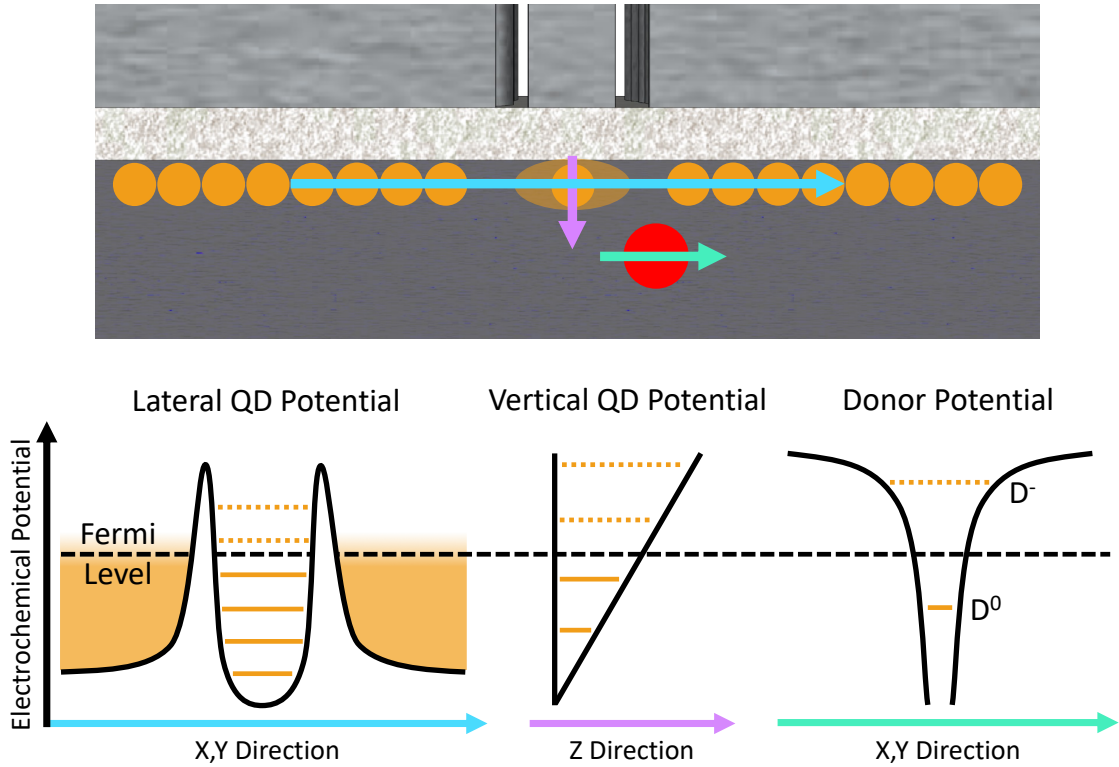 Lateral QD Potential
Vertical QD Potential
Donor Potential
Electrochemical Potential
Fermi
Level
D⁻
D⁰
X,Y Direction
Z Direction
X,Y Direction